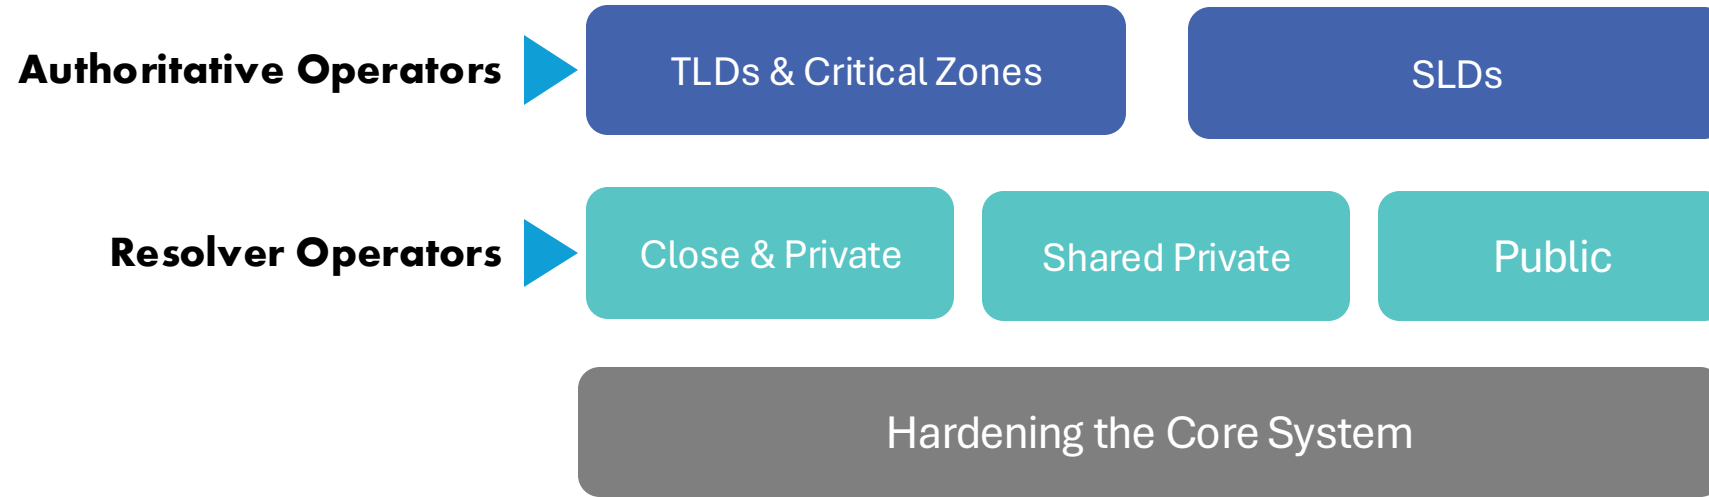 Authoritative Operators
TLDs & Critical Zones
SLDs
Resolver Operators
Close & Private
Shared Private
Public
Hardening the Core System